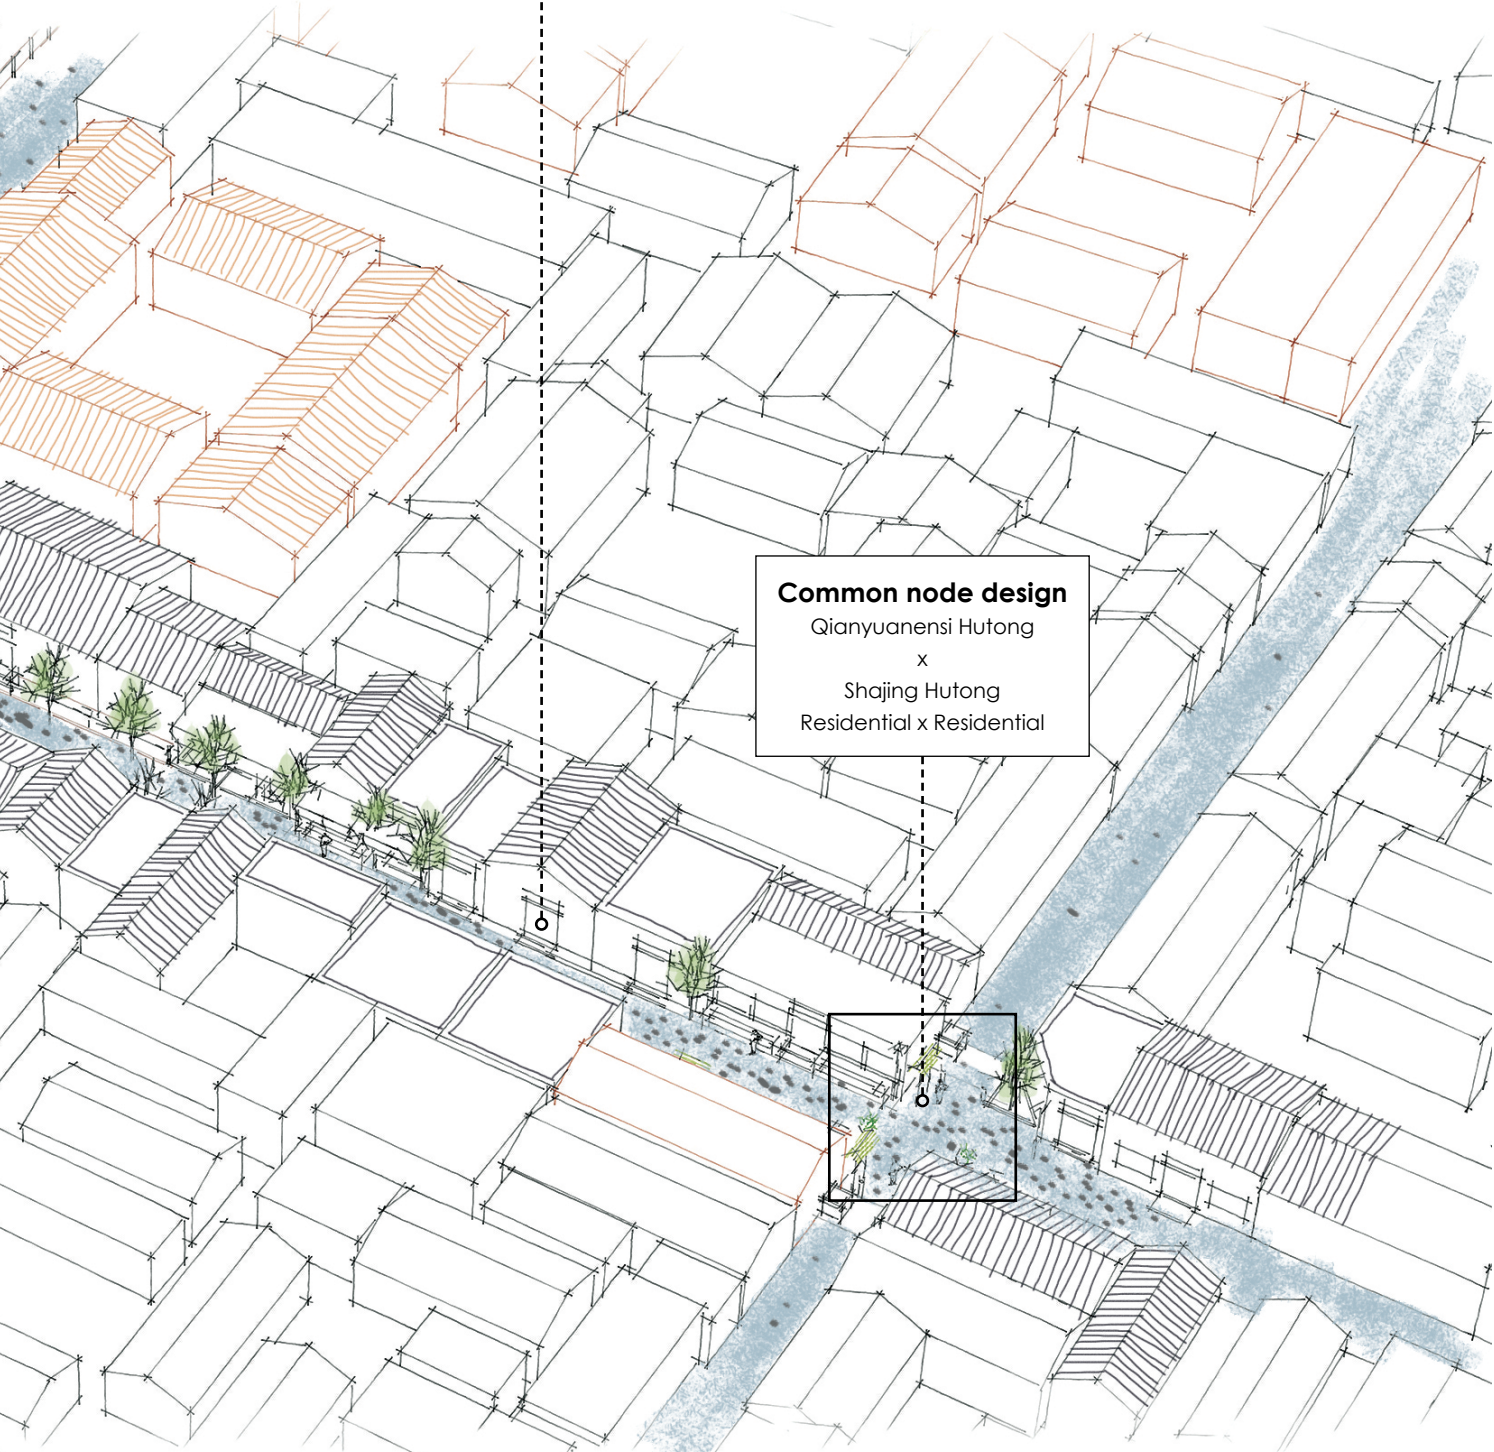 Common node design
Qianyuanensi Hutong
x
Shajing Hutong
Residential x Residential